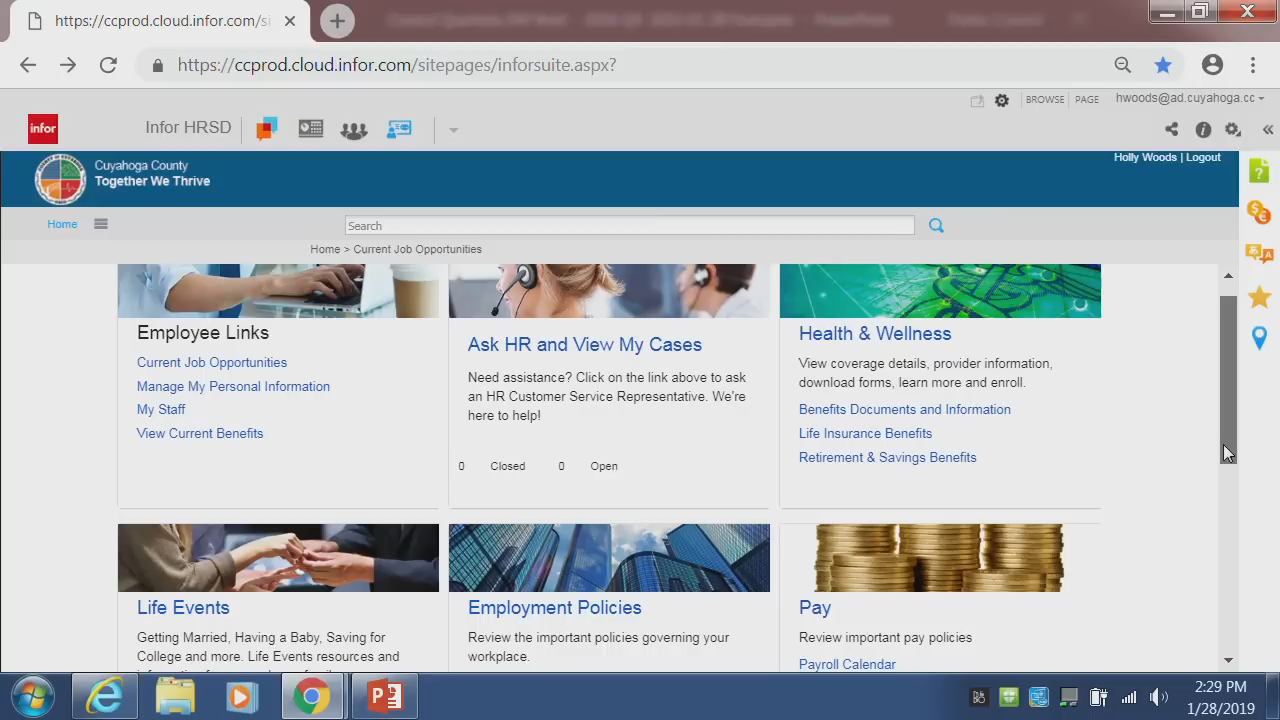 https://ccprod.cloud.infor.com/si
https://ccprod.cloud.infor.com/sitepages/inforsuite.aspx?
BROWSE PAGE hwoods@ad.cuyahoga.cc
infor Infor HRSD
Cuyahoga County
Together We Thrive
Holly Woods | Logout
Home Search
Home > Current Job Opportunities
Employee Links
Current Job Opportunities
Manage My Personal Information
My Staff
View Current Benefits
Ask HR and View My Cases
Need assistance? Click on the link above to ask
an HR Customer Service Representative. We're
here to help!
0 Closed 0 Open
Health & Wellness
View coverage details, provider information,
download forms, learn more and enroll.
Benefits Documents and Information
Life Insurance Benefits
Retirement & Savings Benefits
Life Events
Getting Married, Having a Baby, Saving for
College and more. Life Events resources and
Employment Policies
Review the important policies governing your
workplace.
Pay
Review important pay policies
Payroll Calendar
2:29 PM
1/28/2019